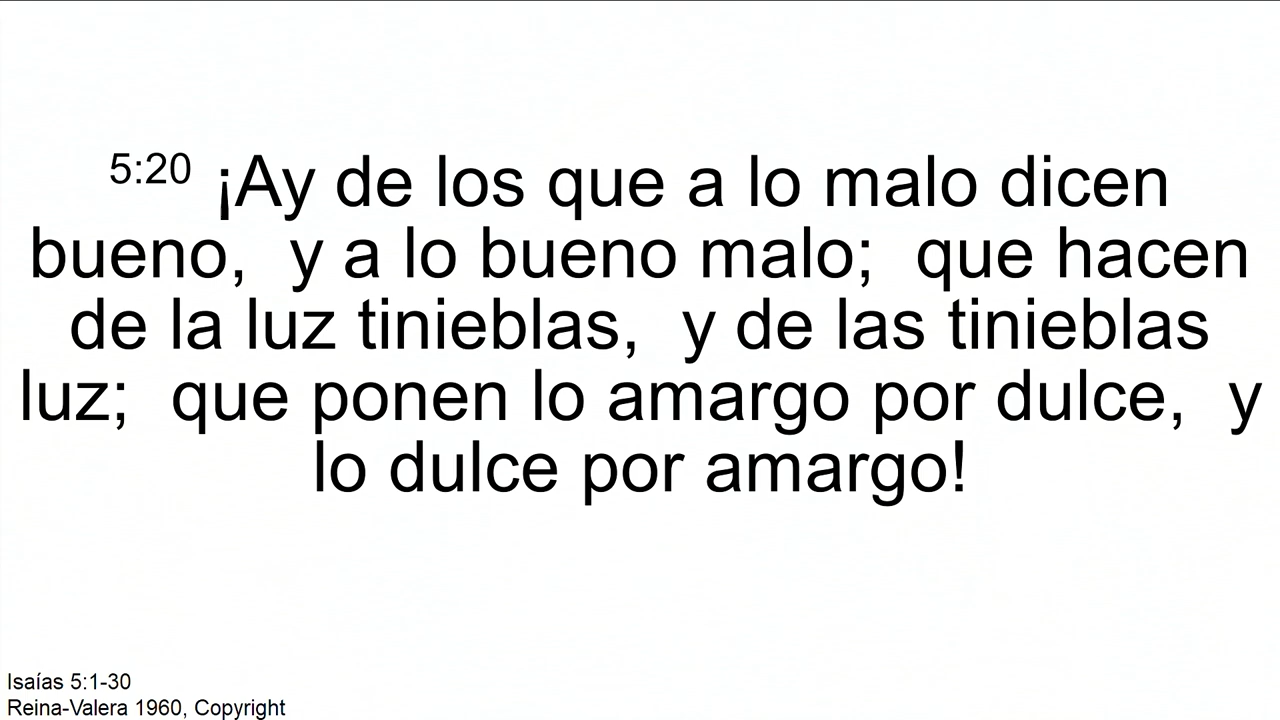 5:20 ¡Ay de los que a lo malo dicen
bueno, y a lo bueno malo; que hacen
de la luz tinieblas, y de las tinieblas
luz; que ponen lo amargo por dulce, y
lo dulce por amargo!
Isaías 5:1-30
Reina-Valera 1960, Copyright